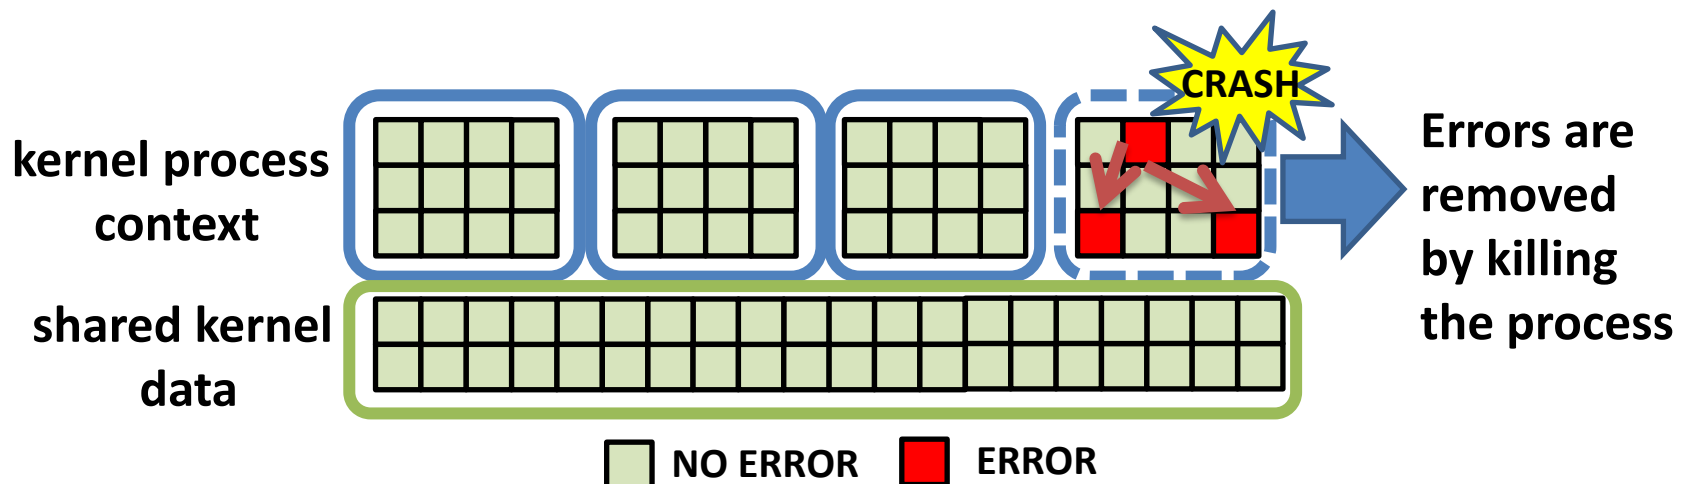 CRASH
kernel process
context
Errors are
removed
by killing
the process
shared kernel
data
NO ERROR
ERROR